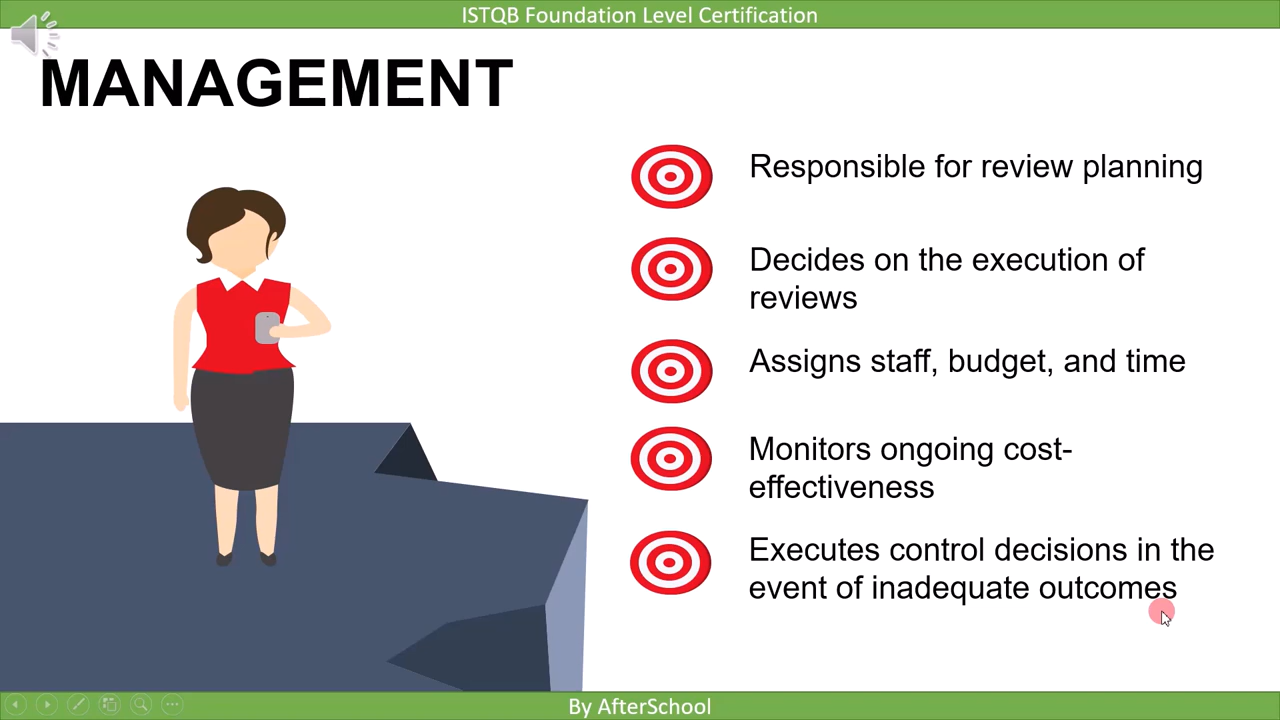 ISTQB Foundation Level Certification
MANAGEMENT
Responsible for review planning
Decides on the execution of
reviews
Assigns staff, budget, and time
Monitors ongoing cost-
effectiveness
Executes control decisions in the
event of inadequate outcomes
By AfterSchool